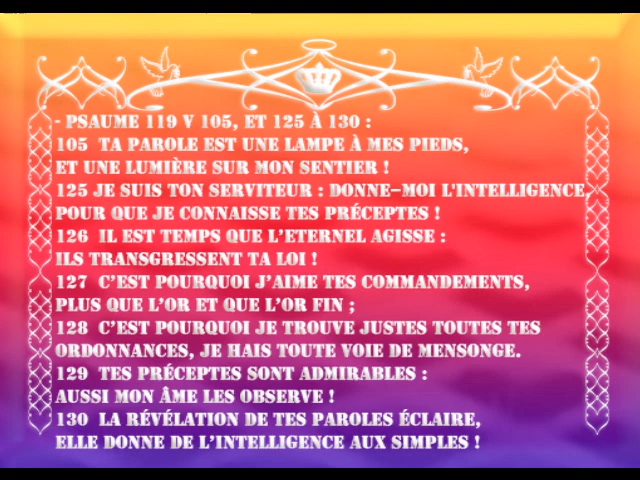 - PSAUME 119 V 105, ET 125 À 130 :
105 TA PAROLE EST UNE LAMPE À MES PIEDS,
ET UNE LUMIÈRE SUR MON SENTIER !
125 JE SUIS TON SERVITEUR : DONNE-MOI L'INTELLIGENCE,
POUR QUE JE CONNAISSE TES PRÉCEPTES !
126 IL EST TEMPS QUE L'ETERNEL AGISSE :
ILS TRANSGRESSENT TA LOI !
127 C'EST POURQUOI J'AIME TES COMMANDEMENTS,
PLUS QUE L'OR ET QUE L'OR FIN ;
128 C'EST POURQUOI JE TROUVE JUSTES TOUTES TES
ORDONNANCES, JE HAIS TOUTE VOIE DE MENSONGE.
129 TES PRÉCEPTES SONT ADMIRABLES :
AUSSI MON ÂME LES OBSERVE !
130 LA RÉVÉLATION DE TES PAROLES ÉCLAIRE,
ELLE DONNE DE L'INTELLIGENCE AUX SIMPLES !